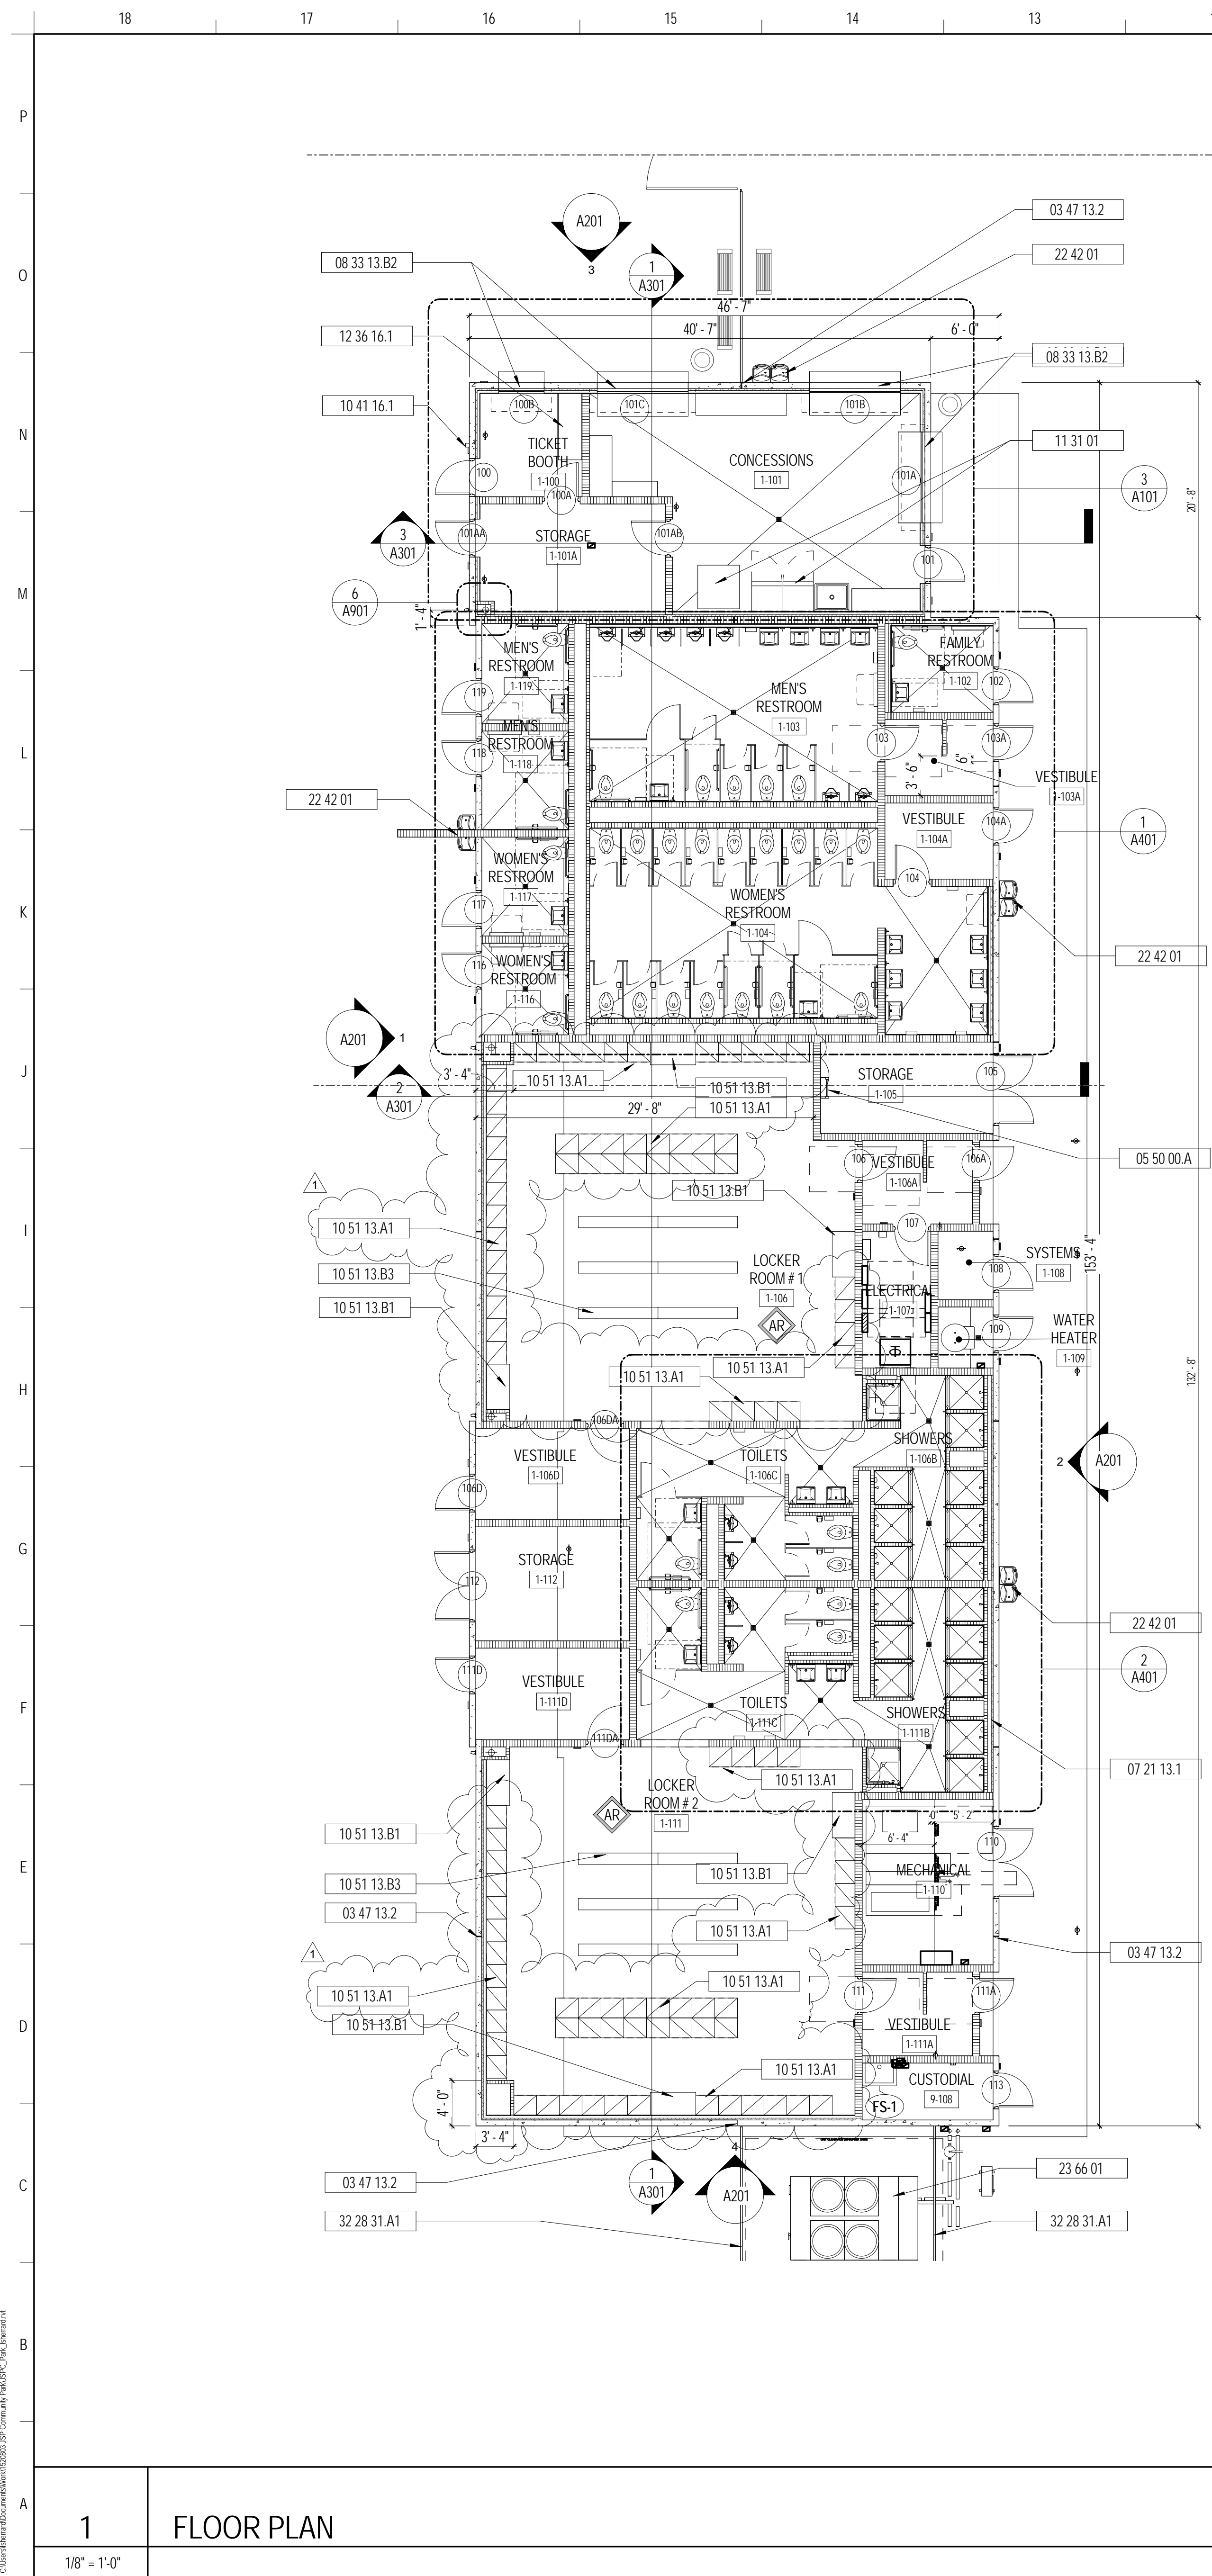 18 17 16 15 14 13
P
O
N
M
L
K
J
I
H
G
F
E
D
C
B
A
A201
3
1
A301
03 47 13.2
22 42 01
08 33 13.B2
46' - 7"
40' - 7"
6' - 0"
12 36 16.1
08 33 13.B2
10 41 16.1
100B
101C
101B
11 31 01
TICKET
BOOTH
1-100
CONCESSIONS
1-101
100
100A
101A
3
A101
20' - 8"
3
A301
101AA
STORAGE
1-101A
101AB
101
6
A901
1' - 4"
MEN'S
RESTROOM
1-119
FAMILY
RESTROOM
1-102
119
102
MEN'S
RESTROOM
1-103
MEN'S
RESTROOM
1-118
118
103
103A
3' - 6"
6"
VESTIBULE
1-103A
22 42 01
VESTIBULE
1-104A
104A
1
A401
WOMEN'S
RESTROOM
1-117
117
104
WOMEN'S
RESTROOM
1-104
22 42 01
WOMEN'S
RESTROOM
1-116
116
A201
1
2
A301
3' - 4"
10 51 13.A1
10 51 13.B1
STORAGE
1-105
105
29' - 8"
10 51 13.A1
05 50 00.A
106
VESTIBULE
1-106A
106A
1
10 51 13.B1
10 51 13.A1
107
10 51 13.B3
LOCKER
ROOM # 1
1-106
SYSTEMS
1-108
108
153' - 4"
10 51 13.B1
ELECTRICAL
1-107
AR
109
WATER
HEATER
1-109
10 51 13.A1
10 51 13.A1
132' - 8"
106DA
VESTIBULE
1-106D
TOILETS
1-106C
SHOWERS
1-106B
2
A201
106D
STORAGE
1-112
112
22 42 01
111D
VESTIBULE
1-111D
TOILETS
1-111C
SHOWERS
1-111B
2
A401
111DA
07 21 13.1
10 51 13.A1
LOCKER
ROOM # 2
1-111
AR
5' - 2"
10 51 13.B1
6' - 4"
110
10 51 13.B3
10 51 13.B1
MECHANICAL
1-110
03 47 13.2
10 51 13.A1
03 47 13.2
1
10 51 13.A1
10 51 13.A1
111
111A
10 51 13.B1
VESTIBULE
1-111A
10 51 13.A1
CUSTODIAL
9-108
113
FS-1
4' - 0"
3' - 4"
4
03 47 13.2
1
A301
A201
23 66 01
32 28 31.A1
32 28 31.A1
1
FLOOR PLAN
1/8" = 1'-0"